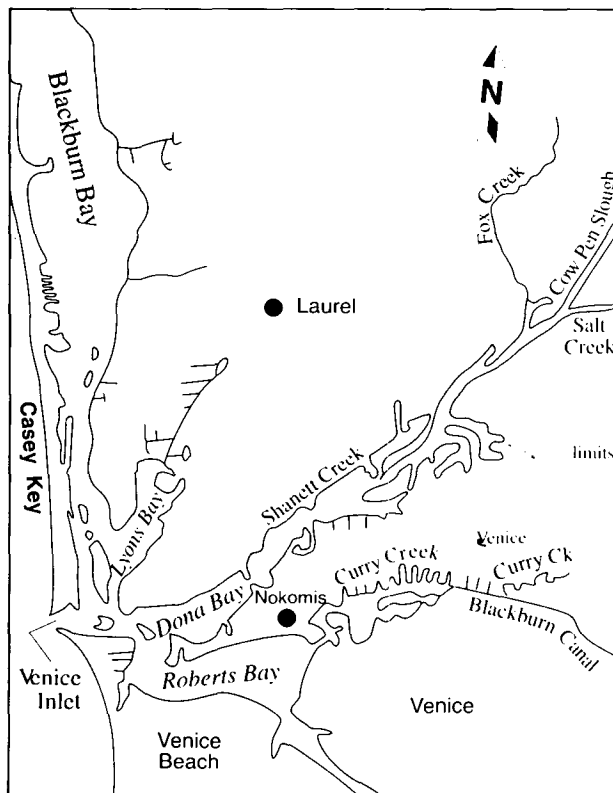 Blackburn Bay
N
Fox Creek
Cow Pen Slough
Laurel
Salt
Creek
Casey Key
Shanett Creek
limits
Lyons Bay
Venice
Curry Creek
Curry Ck
Dona Bay
Nokomis
Blackburn
Canal
Venice
Inlet
Roberts Bay
Venice
Venice
Beach